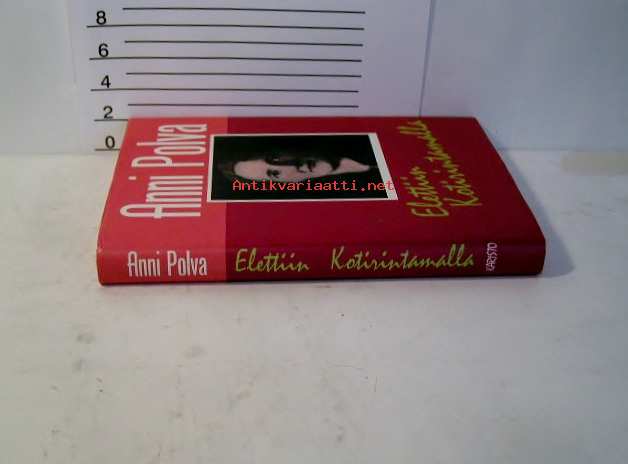 8
6
4
2
0
Anni Polva
Antikvariaatti.net
Elettiin
Kotirintamalla
Anni Polva Elettiin Kotirintamalla KARISTO